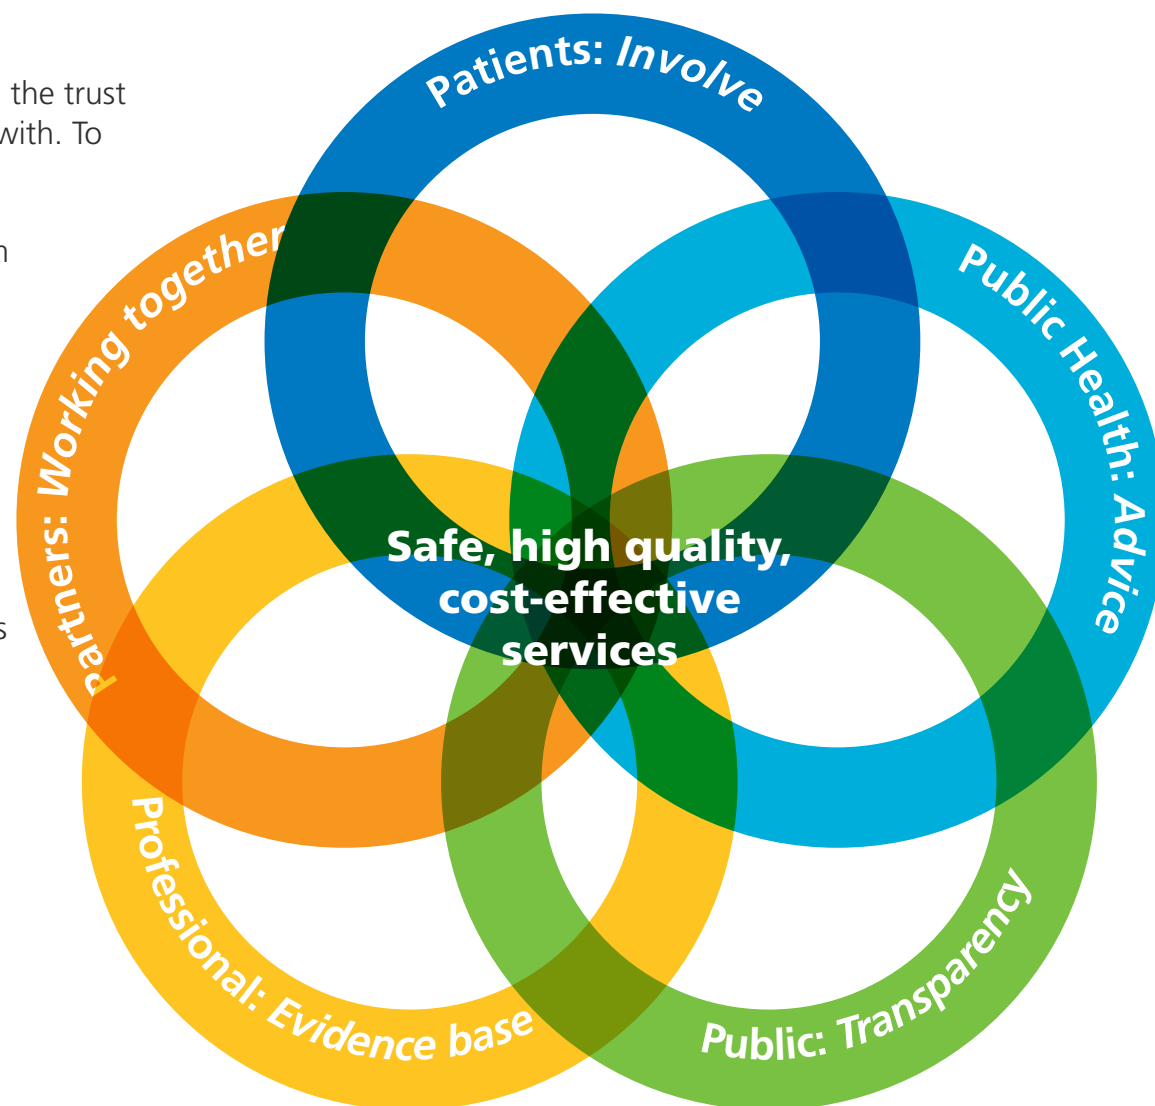 the trust
with. To
n
s
Patients: Involve
Public Health: Advice
Public: Transparency
Professional: Evidence base
Partners: Working together
Safe, high quality,
cost-effective
services